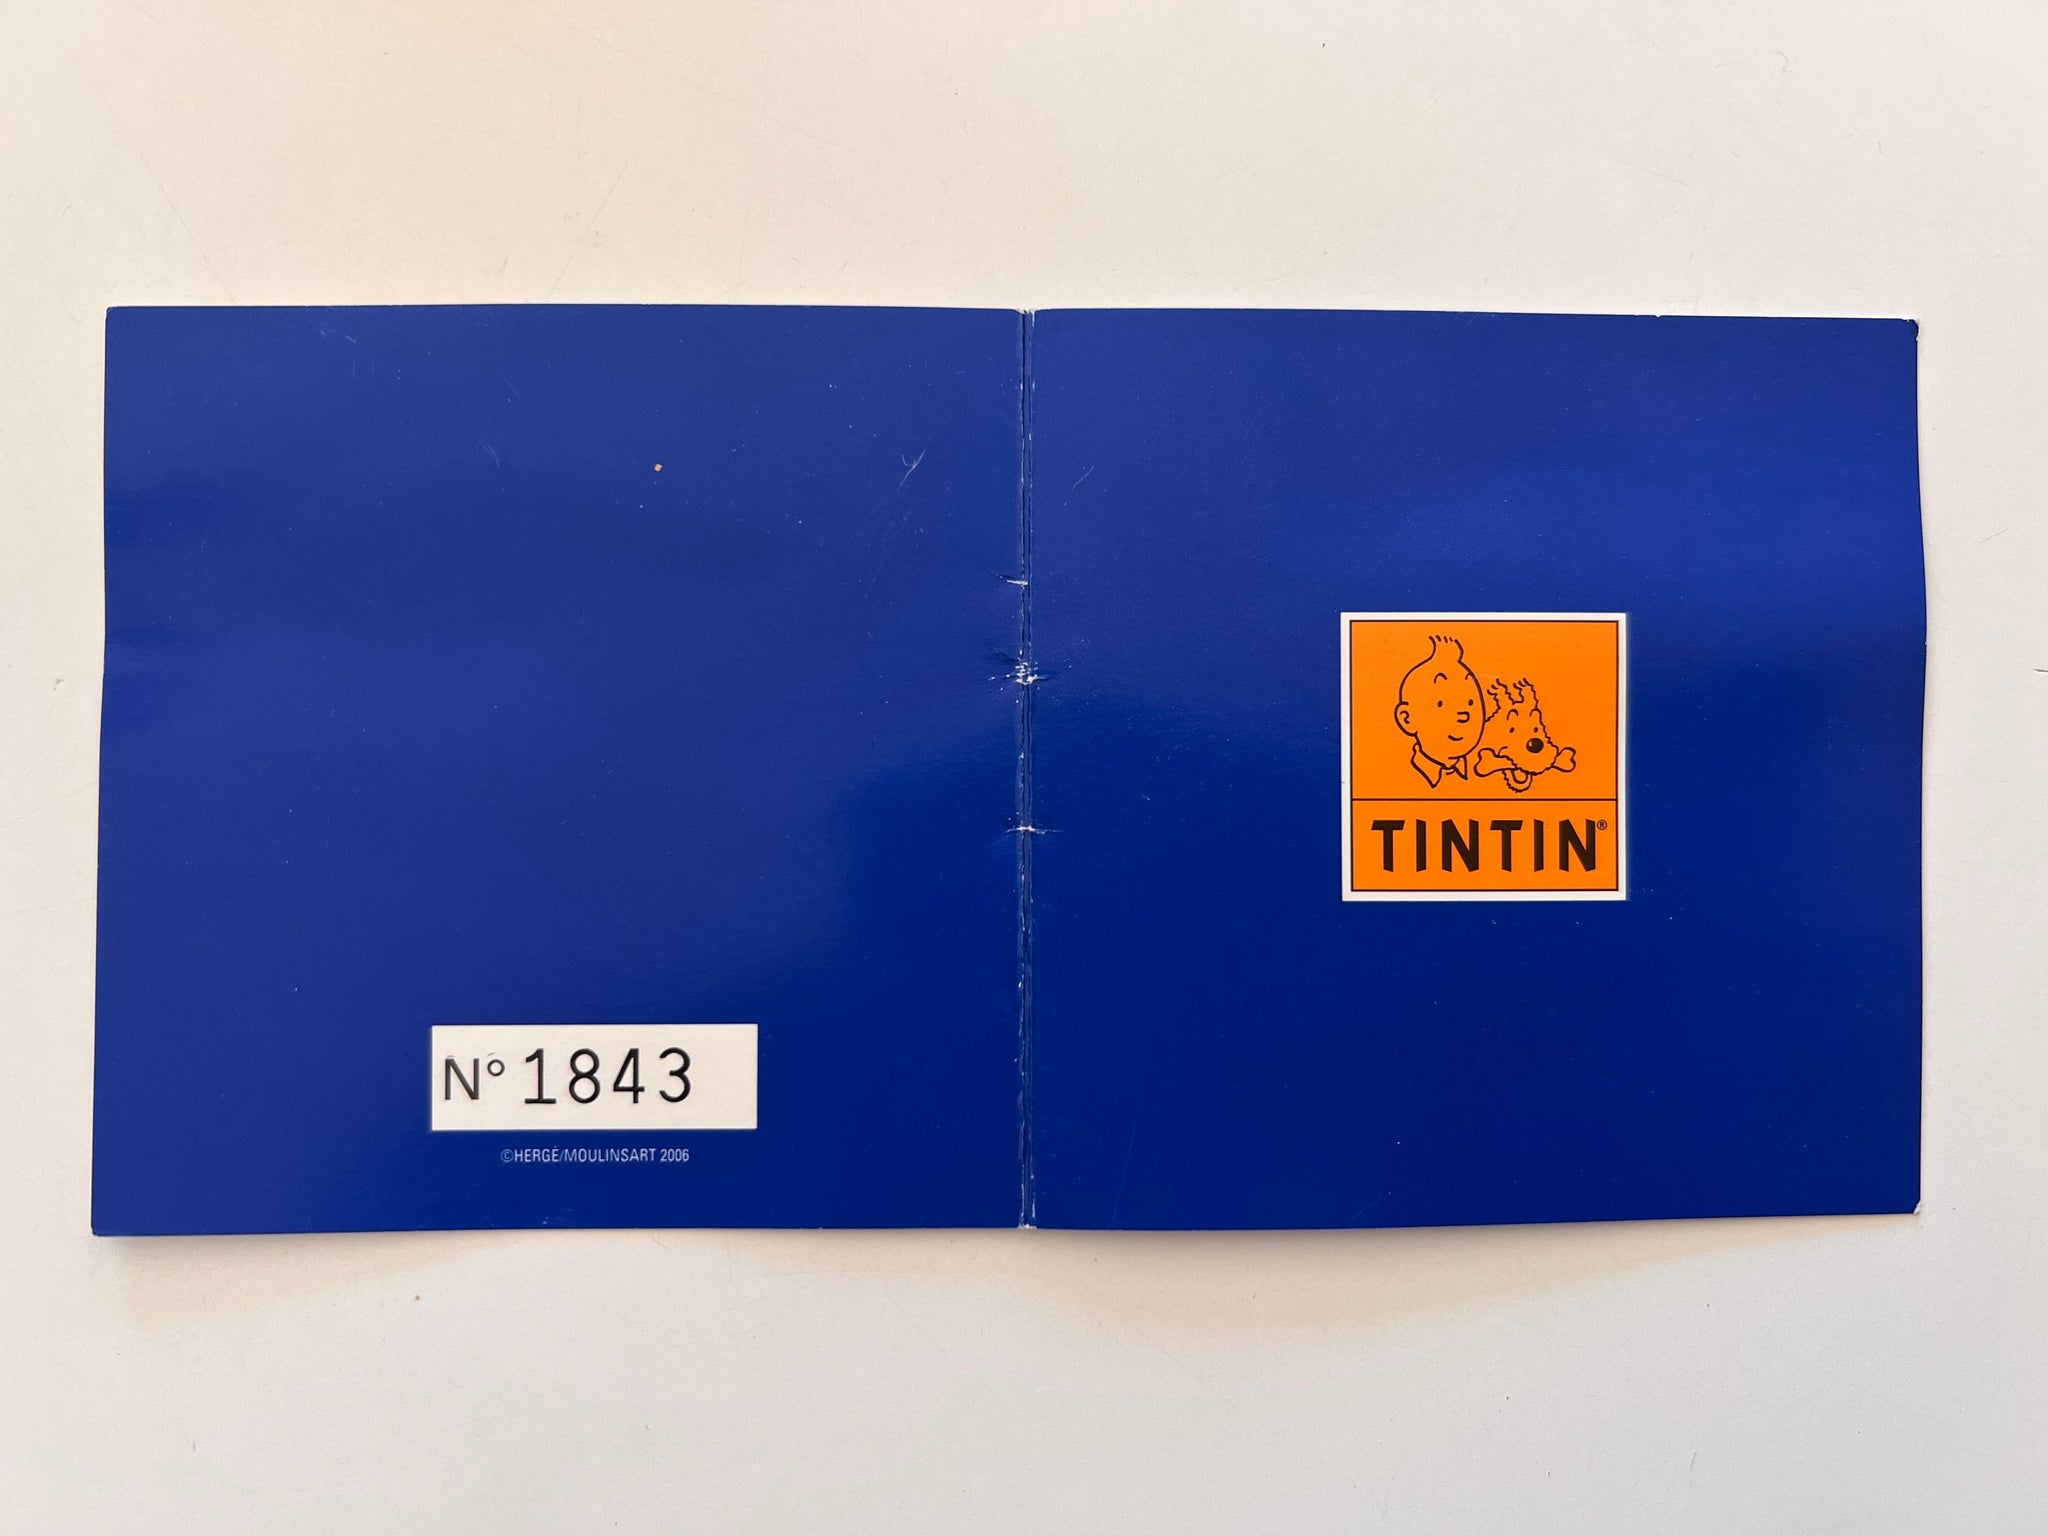 N° 1843
©HERGÉ/MOULINSART 2006
TINTIN®